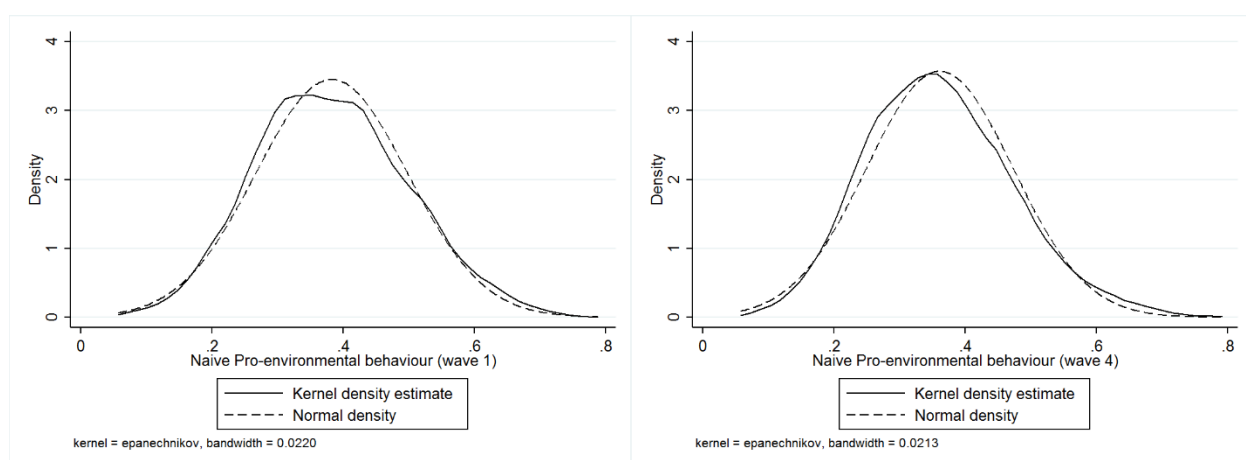 4
3
2
1
0
Density
0 .2 .4 .6 .8
Naive Pro-environmental behaviour (wave 1)
Kernel density estimate
Normal density
kernel = epanechnikov, bandwidth = 0.0220
4
3
2
1
0
Density
0 .2 .4 .6 .8
Naive Pro-environmental behaviour (wave 4)
Kernel density estimate
Normal density
kernel = epanechnikov, bandwidth = 0.0213